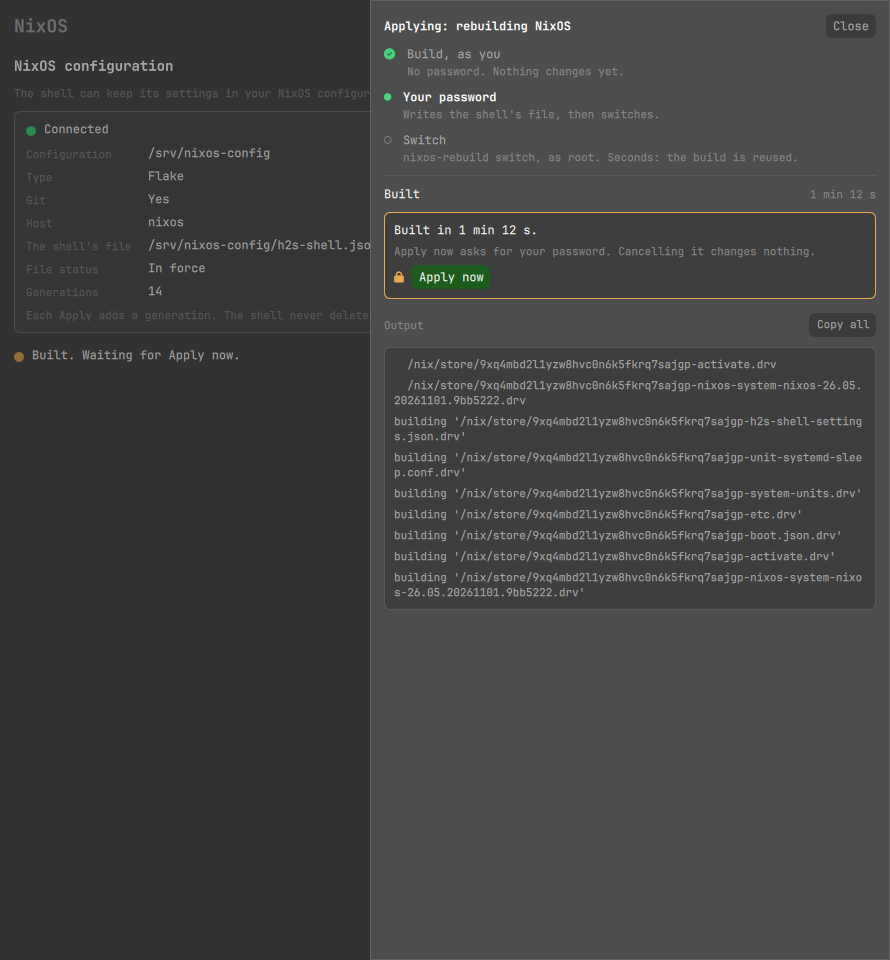 NixOS
NixOS configuration
The shell can keep its settings in your NixOS configur
Connected
Configuration /srv/nixos-config
Type Flake
Git Yes
Host nixos
The shell's file /srv/nixos-config/h2s-shell.jso
File status In force
Generations 14
Each Apply adds a generation. The shell never delete
Built. Waiting for Apply now.
Applying: rebuilding NixOS
Close
Build, as you
No password. Nothing changes yet.
Your password
Writes the shell's file, then switches.
Switch
nixos-rebuild switch, as root. Seconds: the build is reused.
Built 1 min 12 s
Built in 1 min 12 s.
Apply now asks for your password. Cancelling it changes nothing.
Apply now
Output
Copy all
/nix/store/9xq4mbd2l1yzw8hvc0n6k5fkrq7sajgp-activate.drv
/nix/store/9xq4mbd2l1yzw8hvc0n6k5fkrq7sajgp-nixos-system-nixos-26.05.
20261101.9bb5222.drv
building '/nix/store/9xq4mbd2l1yzw8hvc0n6k5fkrq7sajgp-h2s-shell-setting
s.json.drv'
building '/nix/store/9xq4mbd2l1yzw8hvc0n6k5fkrq7sajgp-unit-systemd-slee
p.conf.drv'
building '/nix/store/9xq4mbd2l1yzw8hvc0n6k5fkrq7sajgp-system-units.drv'
building '/nix/store/9xq4mbd2l1yzw8hvc0n6k5fkrq7sajgp-etc.drv'
building '/nix/store/9xq4mbd2l1yzw8hvc0n6k5fkrq7sajgp-boot.json.drv'
building '/nix/store/9xq4mbd2l1yzw8hvc0n6k5fkrq7sajgp-activate.drv'
building '/nix/store/9xq4mbd2l1yzw8hvc0n6k5fkrq7sajgp-nixos-system-nixo
s-26.05.20261101.9bb5222.drv'